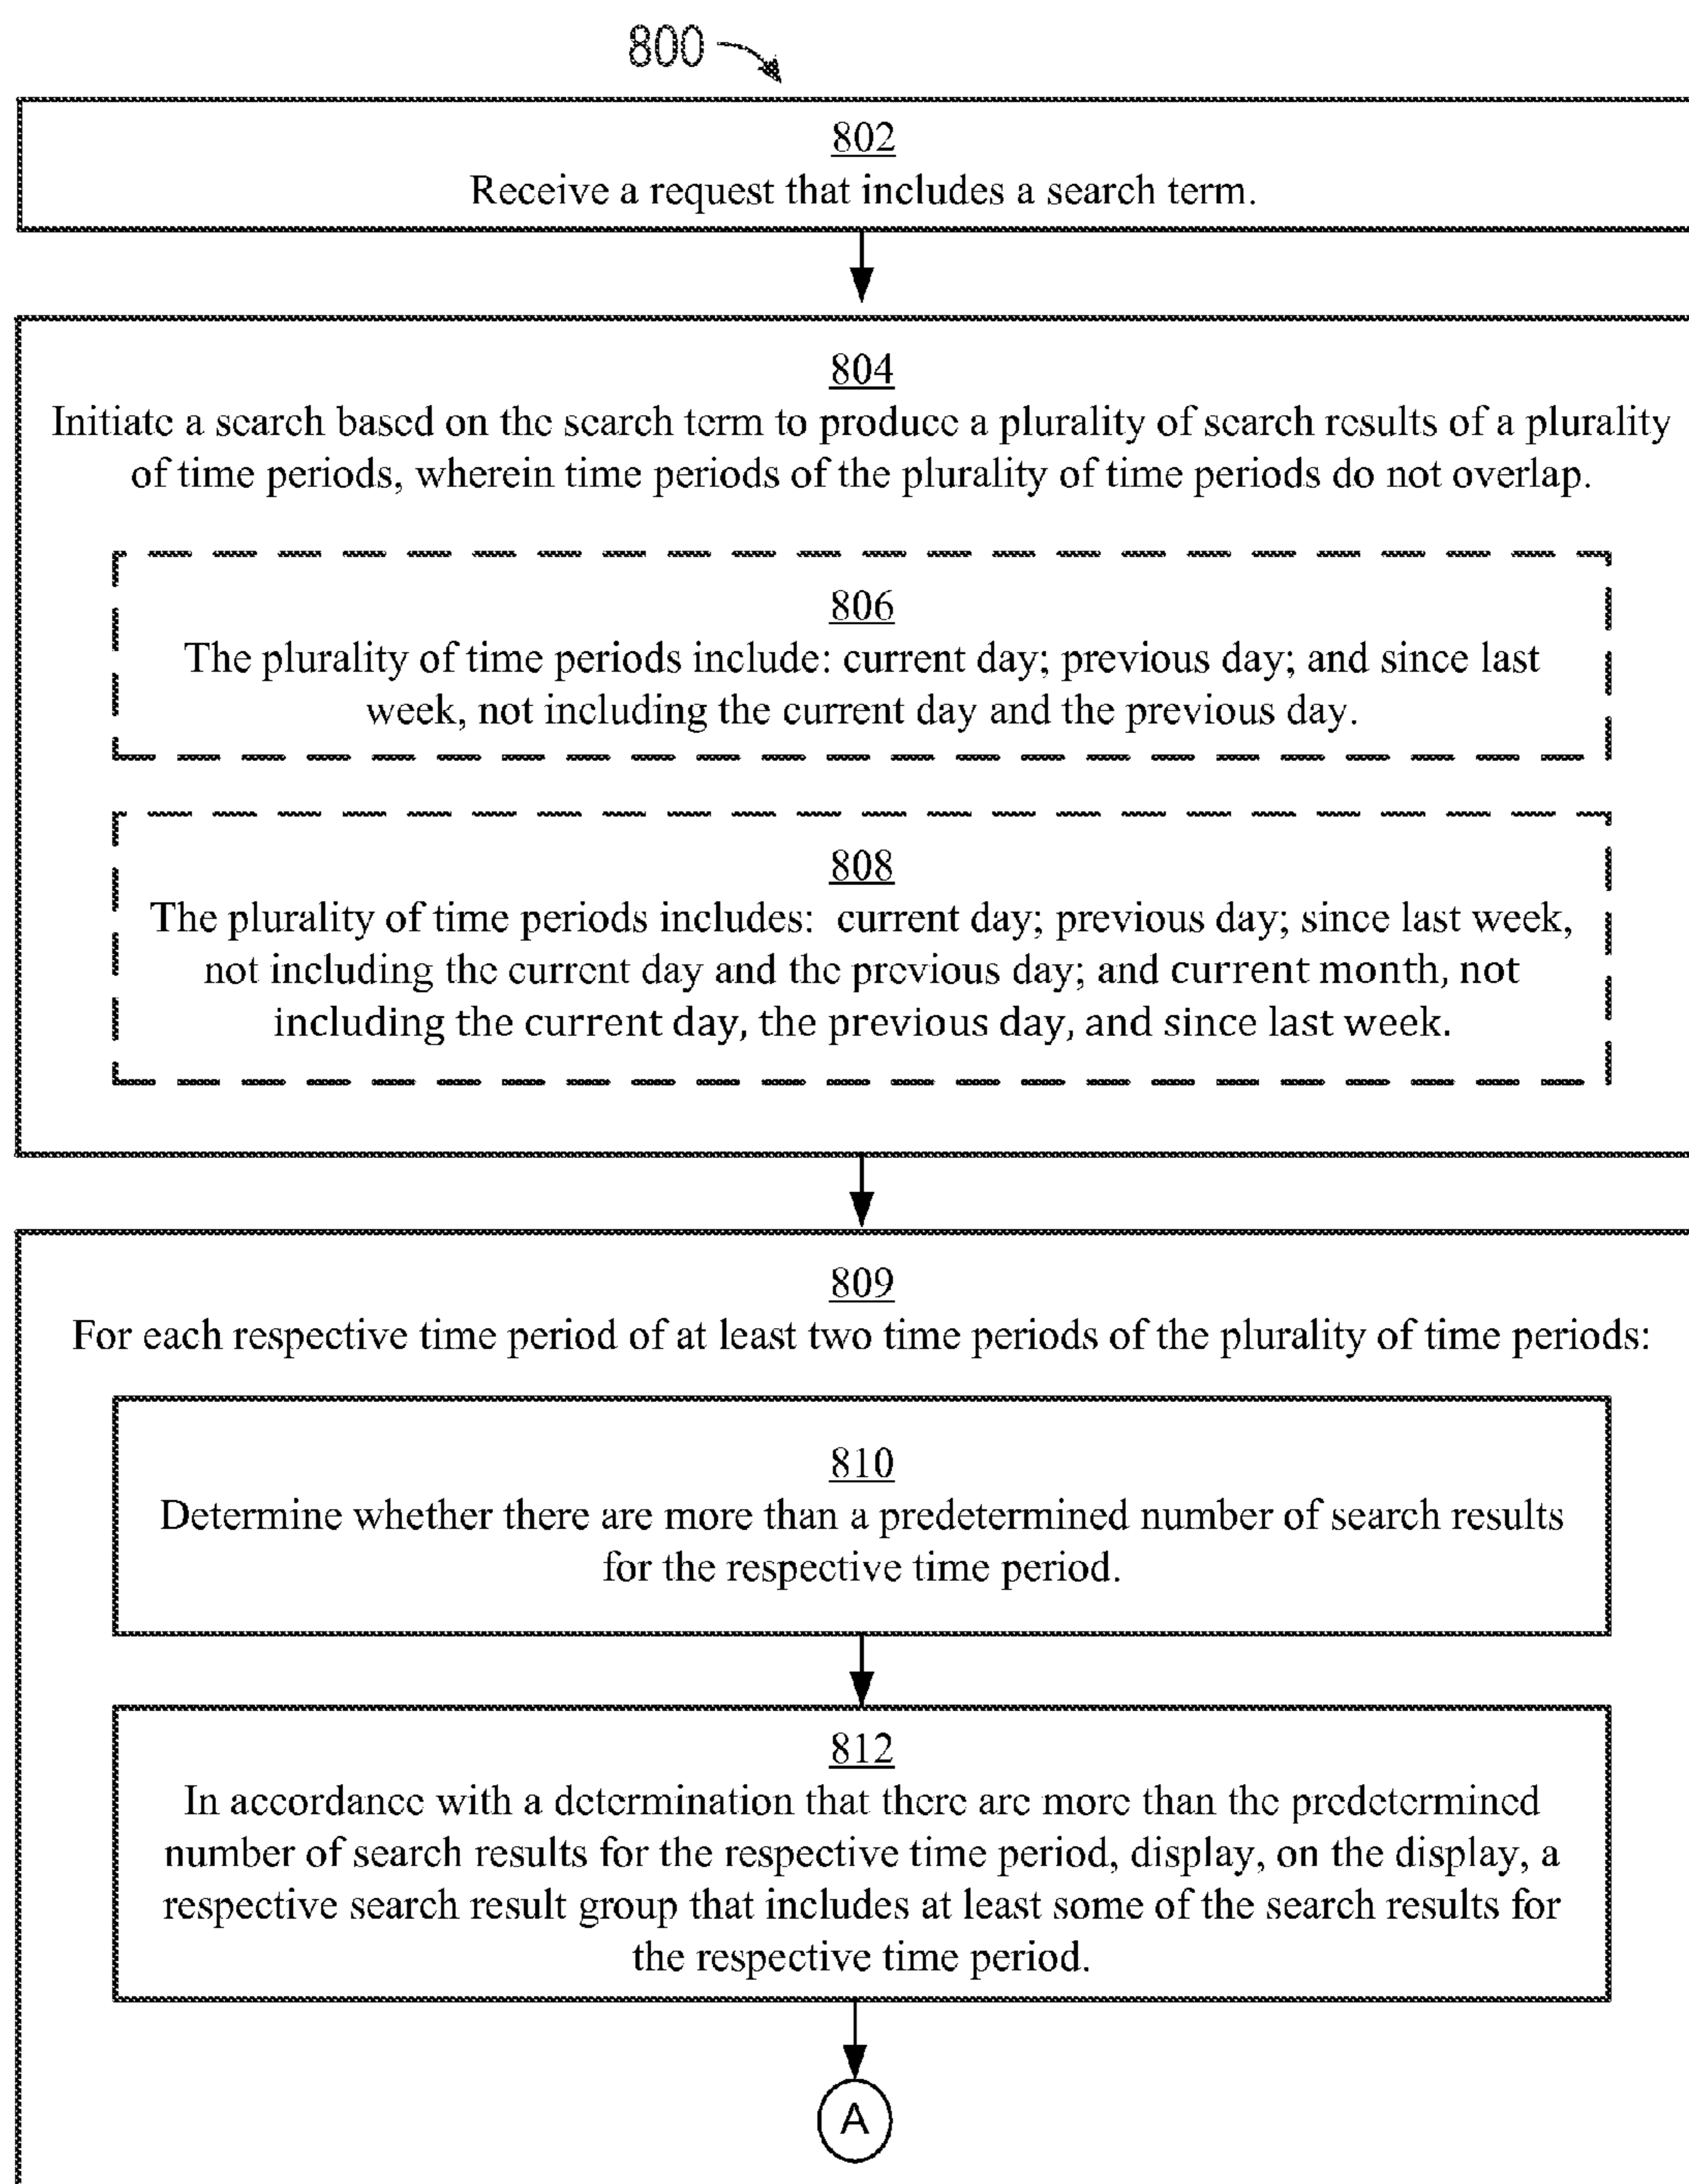 800
802
Receive a request that includes a search term.
804
Initiate a search based on the search term to produce a plurality of search results of a plurality
of time periods, wherein time periods of the plurality of time periods do not overlap.
806
The plurality of time periods include: current day; previous day; and since last
week, not including the current day and the previous day.
808
The plurality of time periods includes: current day; previous day; since last week,
not including the current day and the previous day; and current month, not
including the current day, the previous day, and since last week.
809
For each respective time period of at least two time periods of the plurality of time periods:
810
Determine whether there are more than a predetermined number of search results
for the respective time period.
812
In accordance with a determination that there are more than the predetermined
number of search results for the respective time period, display, on the display, a
respective search result group that includes at least some of the search results for
the respective time period.
A